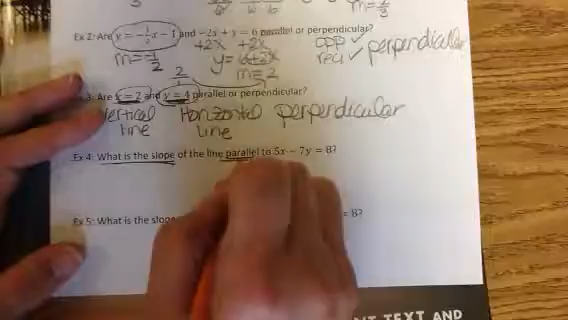 m=1/3
Ex 2: Are y = -1/2x - 1 and -2x + y = 6 parallel or perpendicular?
+2x +2x opp ✓
m=-1/2 y= 6+2x reci ✓ perpendicular
m=2
2
3: Are x = 2 and y = 4 parallel or perpendicular?
vertical Horizontal perpendicular
line line
Ex 4: What is the slope of the line parallel to 5x - 7y = 8?
Ex 5: What is the slope = 8?
TEXT AND